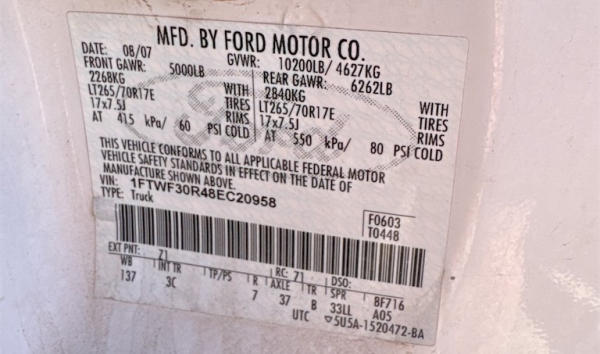 MFD. BY FORD MOTOR CO.
DATE: 08/07 GVWR: 10200LB/ 4627KG
FRONT GAWR: 5000LB REAR GAWR: 6262LB
2268KG WITH 2840KG WITH
LT265/70R17E TIRES LT265/70R17E TIRES
17x7.5J RIMS 17x7.5J RIMS
AT 415 kPa/ 60 PSI COLD AT 550 kPa/ 80 PSI COLD
THIS VEHICLE CONFORMS TO ALL APPLICABLE FEDERAL MOTOR
VEHICLE SAFETY STANDARDS IN EFFECT ON THE DATE OF
MANUFACTURE SHOWN ABOVE.
VIN: 1FTWF30R48EC20958
TYPE: Truck
F0603
T0448
EXT PNT: Z1 RC: 71 DSO:
WB INT TR TP/PS R AXLE TR SPR 8F716
137 3C 7 37 B 33LL A05
UTC 5U5A-1520472-BA
Ford